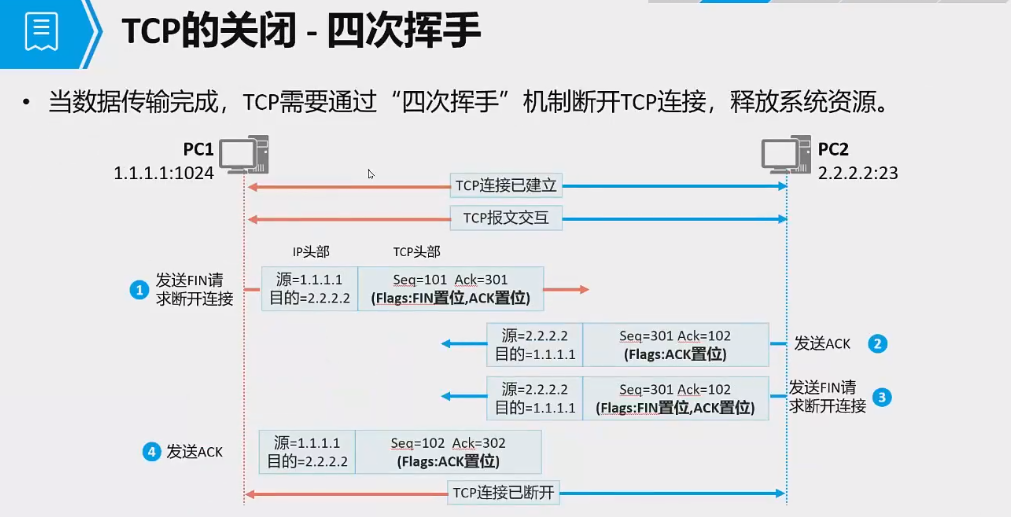 TCP的关闭 - 四次挥手
• 当数据传输完成，TCP需要通过“四次挥手”机制断开TCP连接，释放系统资源。
PC1
1.1.1.1:1024
PC2
2.2.2.2:23
TCP连接已建立
TCP报文交互
IP头部
TCP头部
1
发送FIN请
求断开连接
源=1.1.1.1
目的=2.2.2.2
Seq=101 Ack=301
(Flags:FIN置位,ACK置位)
源=2.2.2.2
目的=1.1.1.1
Seq=301 Ack=102
(Flags:ACK置位)
发送ACK
2
源=2.2.2.2
目的=1.1.1.1
Seq=301 Ack=102
(Flags:FIN置位,ACK置位)
发送FIN请
求断开连接
3
4
发送ACK
源=1.1.1.1
目的=2.2.2.2
Seq=102 Ack=302
(Flags:ACK置位)
TCP连接已断开